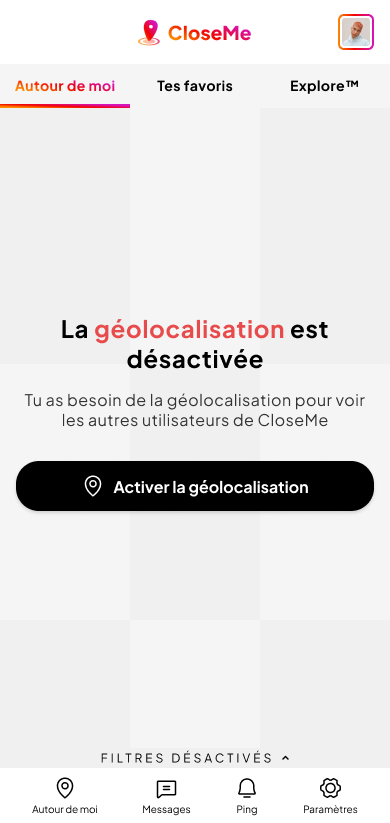 CloseMe
Autour de moi
Tes favoris
Explore™
La géolocalisation est
désactivée
Tu as besoin de la géolocalisation pour voir
les autres utilisateurs de CloseMe
Activer la géolocalisation
FILTRES DÉSACTIVÉS
Autour de moi
Messages
Ping
Paramètres